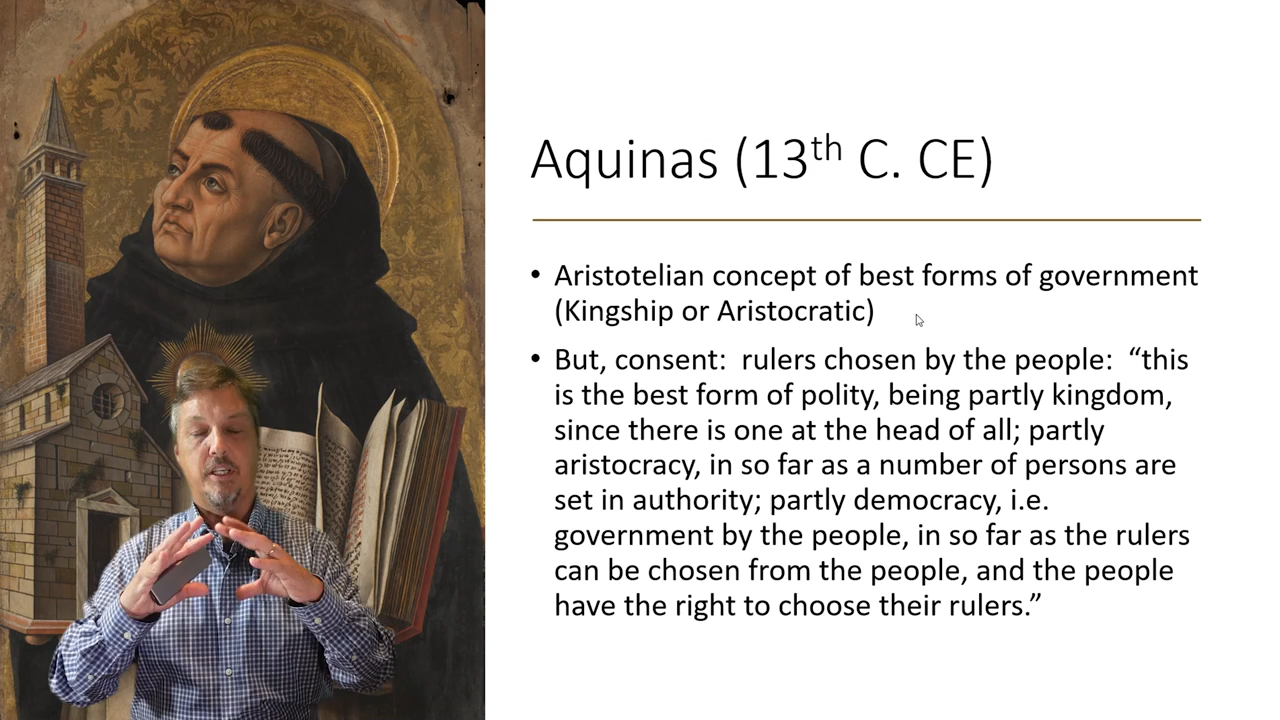 Aquinas (13th C. CE)
• Aristotelian concept of best forms of government
(Kingship or Aristocratic)
• But, consent:  rulers chosen by the people:  “this
is the best form of polity, being partly kingdom,
since there is one at the head of all; partly
aristocracy, in so far as a number of persons are
set in authority; partly democracy, i.e.
government by the people, in so far as the rulers
can be chosen from the people, and the people
have the right to choose their rulers.”